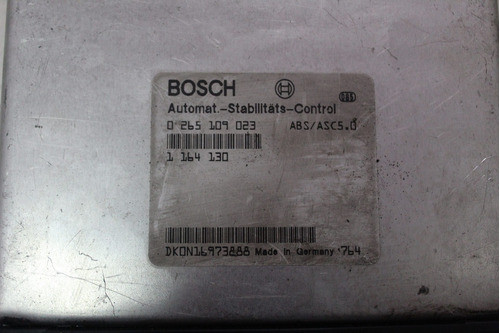 BOSCH
Automat.-Stabilitäts-Control
0 265 109 023 ABS/ASC5.0
1 164 130
DKON16973888 Made in Germany 764